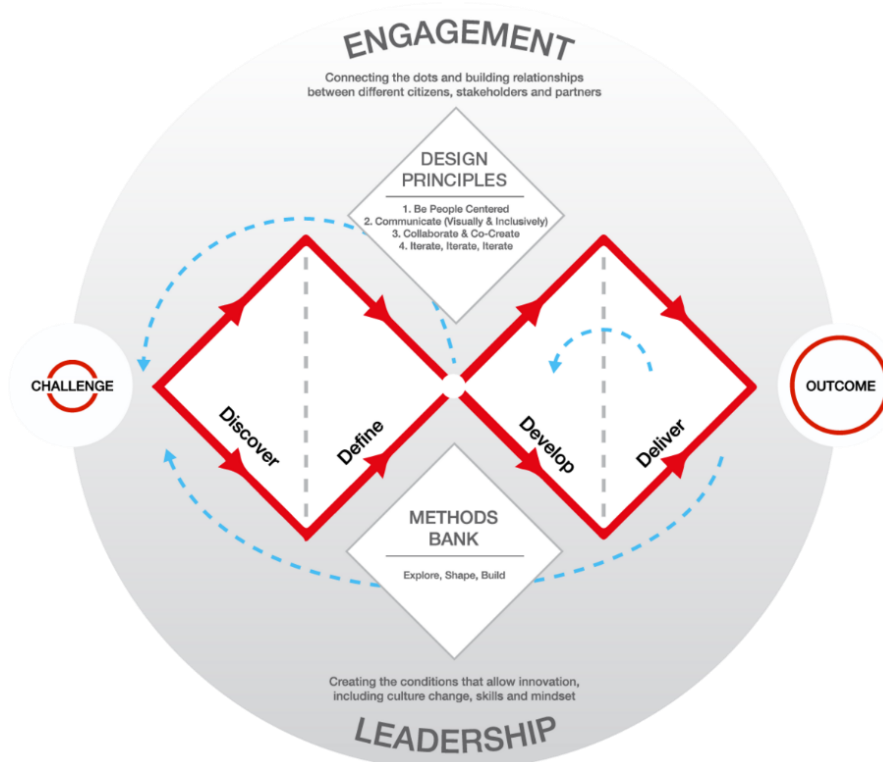 ENGAGEMENT
Connecting the dots and building relationships
between different citizens, stakeholders and partners
DESIGN
PRINCIPLES
1. Be People Centered
2. Communicate (Visually & Inclusively)
3. Collaborate & Co-Create
4. Iterate, Iterate, Iterate
CHALLENGE
Discover
Define
Develop
Deliver
OUTCOME
METHODS
BANK
Explore, Shape, Build
Creating the conditions that allow innovation,
including culture change, skills and mindset
LEADERSHIP